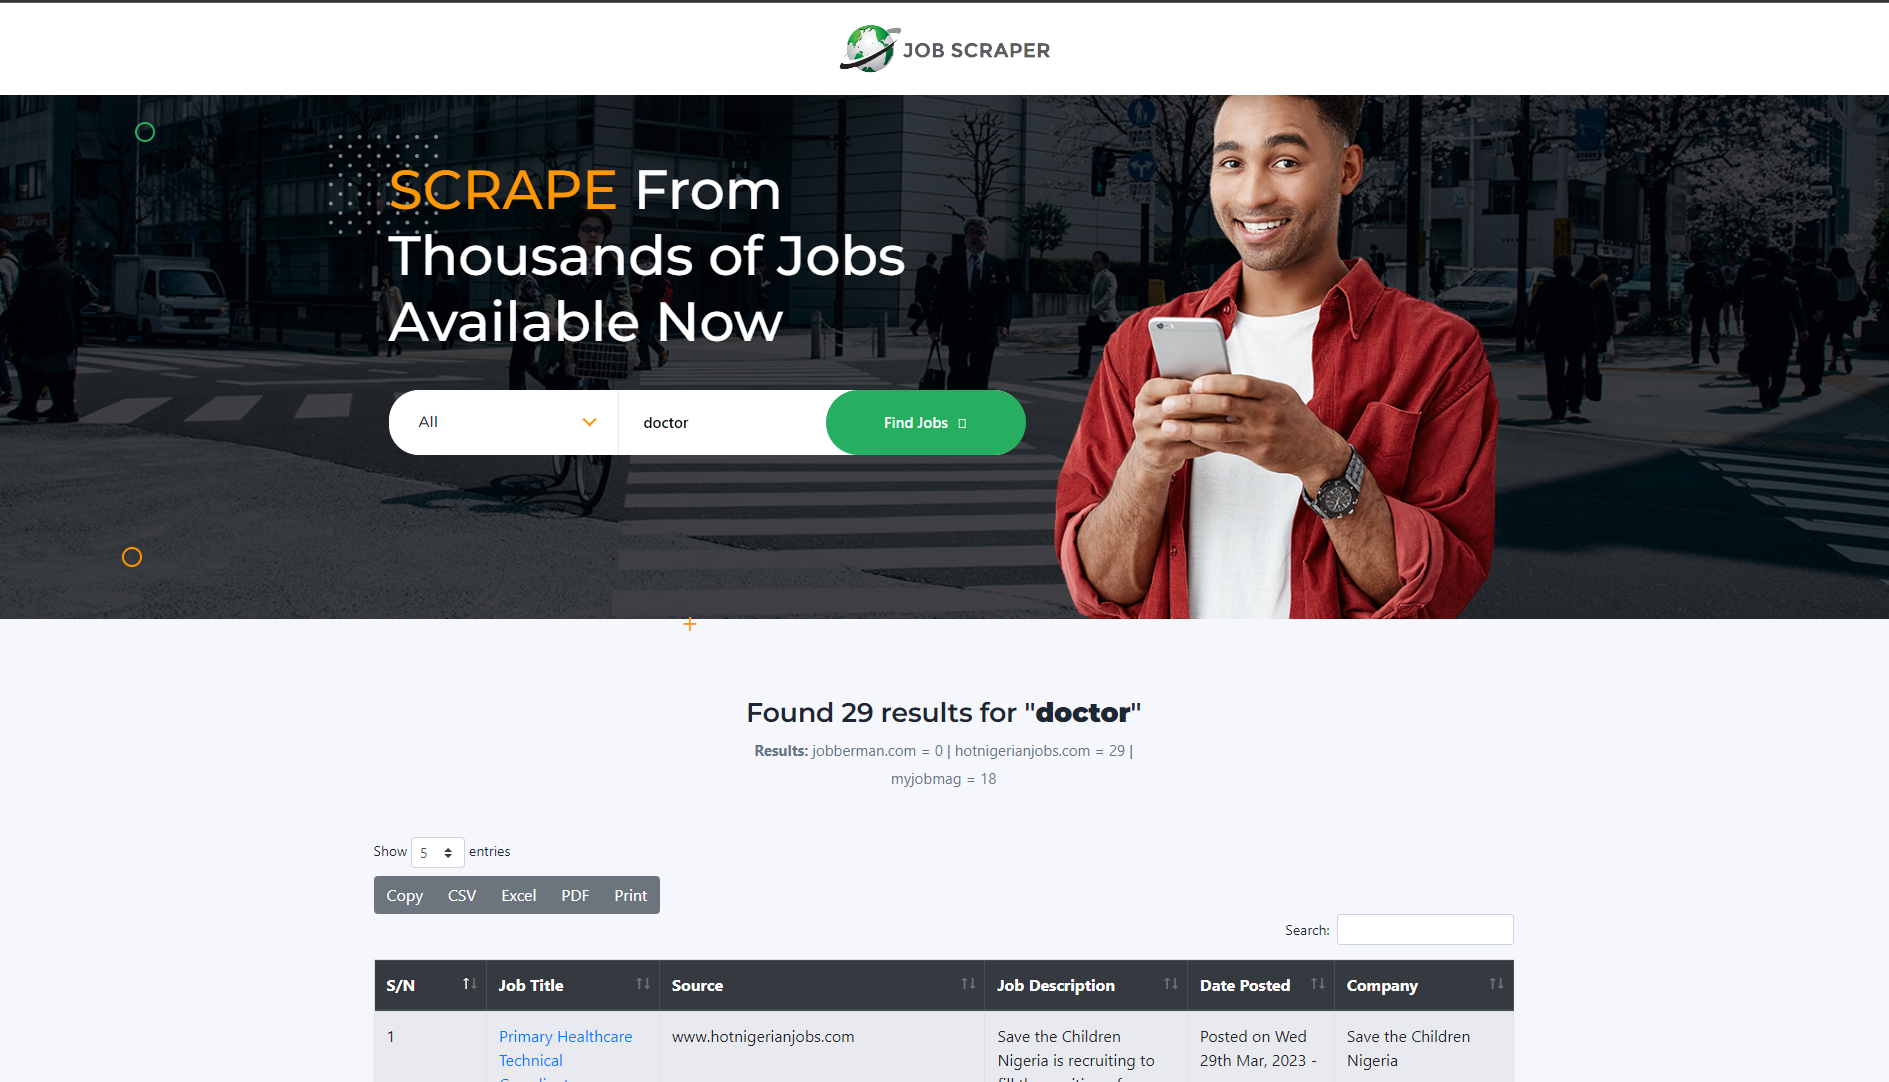 JOB SCRAPER
SCRAPE From
Thousands of Jobs
Available Now
All
doctor
Find Jobs
Found 29 results for "doctor"
Results: jobberman.com = 0 | hotnigerianjobs.com = 29 |
myjobmag = 18
Show 5 entries
Copy CSV Excel PDF Print
Search:
S/N Job Title Source Job Description Date Posted Company
1 Primary Healthcare www.hotnigerianjobs.com Save the Children Posted on Wed Save the Children
Technical Nigeria is recruiting to 29th Mar, 2023 - Nigeria